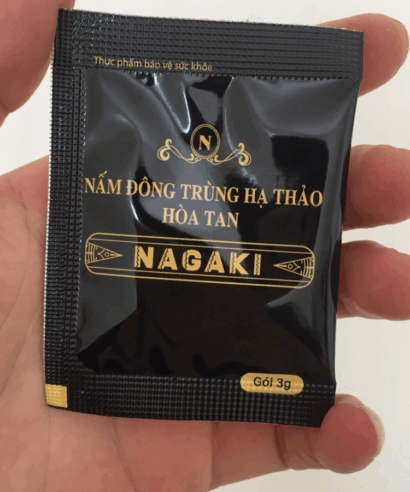 Thực phẩm bảo vệ sức khỏe
N
NẤM ĐÔNG TRÙNG HẠ THẢO
HÒA TAN
NAGAKI
Gói 3g